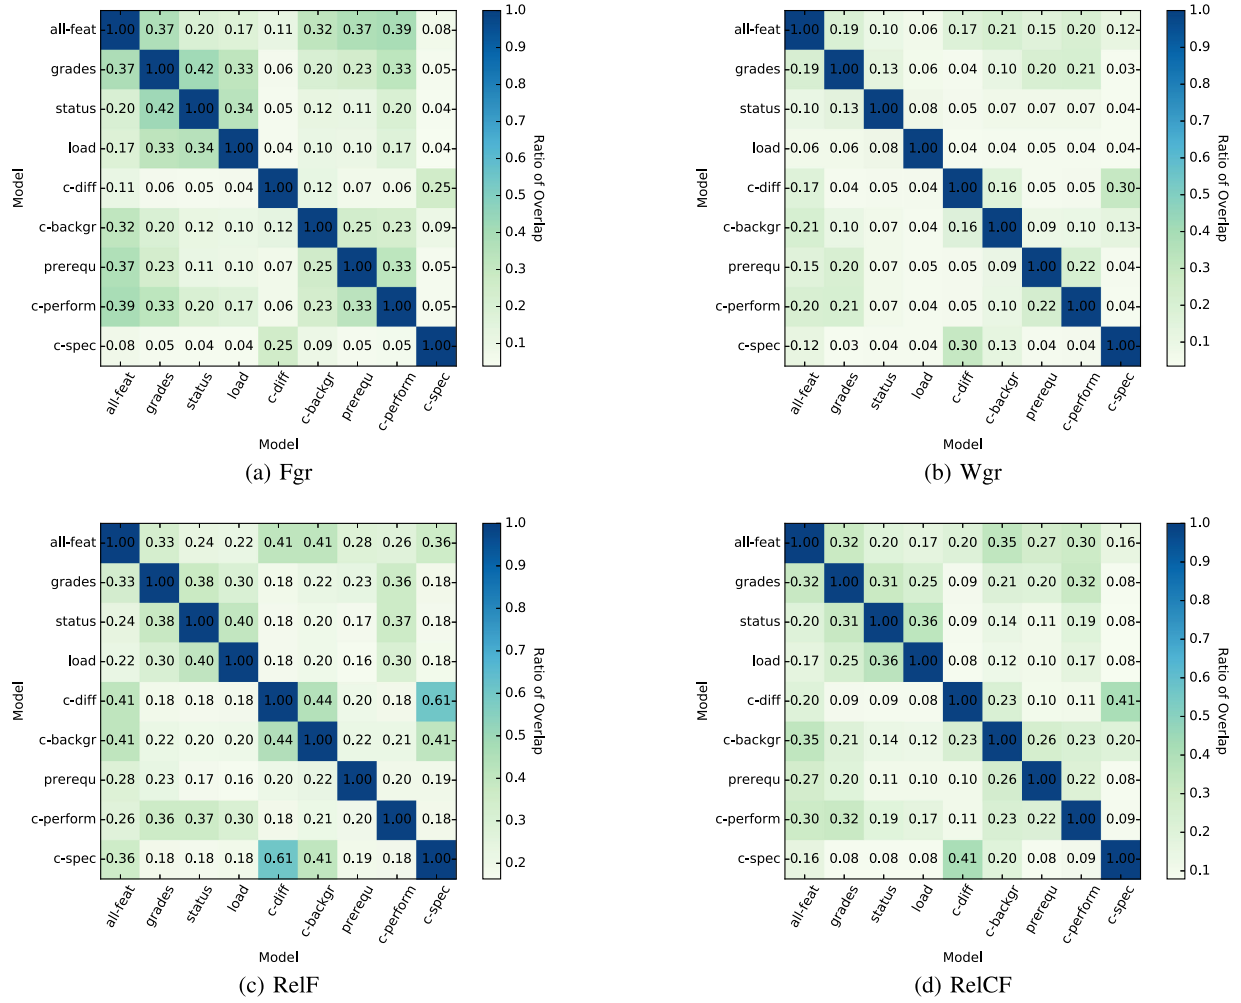 all-feat 1.00 0.37 0.20 0.17 0.11 0.32 0.37 0.39 0.08
grades 0.37 1.00 0.42 0.33 0.06 0.20 0.23 0.33 0.05
status 0.20 0.42 1.00 0.34 0.05 0.12 0.11 0.20 0.04
load 0.17 0.33 0.34 1.00 0.04 0.10 0.10 0.17 0.04
c-diff 0.11 0.06 0.05 0.04 1.00 0.12 0.07 0.06 0.25
c-backgr 0.32 0.20 0.12 0.10 0.12 1.00 0.25 0.23 0.09
prerequ 0.37 0.23 0.11 0.10 0.07 0.25 1.00 0.33 0.05
c-perform 0.39 0.33 0.20 0.17 0.06 0.23 0.33 1.00 0.05
c-spec 0.08 0.05 0.04 0.04 0.25 0.09 0.05 0.05 1.00
all-feat grades status load c-diff c-backgr prerequ c-perform c-spec
Model
Model
1.0
0.9
0.8
0.7
0.6
0.5
0.4
0.3
0.2
0.1
Ratio of Overlap
(a) Fgr
all-feat 1.00 0.19 0.10 0.06 0.17 0.21 0.15 0.20 0.12
grades 0.19 1.00 0.13 0.06 0.04 0.10 0.20 0.21 0.03
status 0.10 0.13 1.00 0.08 0.05 0.07 0.07 0.07 0.04
load 0.06 0.06 0.08 1.00 0.04 0.04 0.05 0.04 0.04
c-diff 0.17 0.04 0.05 0.04 1.00 0.16 0.05 0.05 0.30
c-backgr 0.21 0.10 0.07 0.04 0.16 1.00 0.09 0.10 0.13
prerequ 0.15 0.20 0.07 0.05 0.05 0.09 1.00 0.22 0.04
c-perform 0.20 0.21 0.07 0.04 0.05 0.10 0.22 1.00 0.04
c-spec 0.12 0.03 0.04 0.04 0.30 0.13 0.04 0.04 1.00
all-feat grades status load c-diff c-backgr prerequ c-perform c-spec
Model
Model
1.0
0.9
0.8
0.7
0.6
0.5
0.4
0.3
0.2
0.1
Ratio of Overlap
(b) Wgr
all-feat 1.00 0.33 0.24 0.22 0.41 0.41 0.28 0.26 0.36
grades 0.33 1.00 0.38 0.30 0.18 0.22 0.23 0.36 0.18
status 0.24 0.38 1.00 0.40 0.18 0.20 0.17 0.37 0.18
load 0.22 0.30 0.40 1.00 0.18 0.20 0.16 0.30 0.18
c-diff 0.41 0.18 0.18 0.18 1.00 0.44 0.20 0.18 0.61
c-backgr 0.41 0.22 0.20 0.20 0.44 1.00 0.22 0.21 0.41
prerequ 0.28 0.23 0.17 0.16 0.20 0.22 1.00 0.20 0.19
c-perform 0.26 0.36 0.37 0.30 0.18 0.21 0.20 1.00 0.18
c-spec 0.36 0.18 0.18 0.18 0.61 0.41 0.19 0.18 1.00
all-feat grades status load c-diff c-backgr prerequ c-perform c-spec
Model
Model
1.0
0.9
0.8
0.7
0.6
0.5
0.4
0.3
0.2
Ratio of Overlap
(c) RelF
all-feat 1.00 0.32 0.20 0.17 0.20 0.35 0.27 0.30 0.16
grades 0.32 1.00 0.31 0.25 0.09 0.21 0.20 0.32 0.08
status 0.20 0.31 1.00 0.36 0.09 0.14 0.11 0.19 0.08
load 0.17 0.25 0.36 1.00 0.08 0.12 0.10 0.17 0.08
c-diff 0.20 0.09 0.09 0.08 1.00 0.23 0.10 0.11 0.41
c-backgr 0.35 0.21 0.14 0.12 0.23 1.00 0.26 0.23 0.20
prerequ 0.27 0.20 0.11 0.10 0.10 0.26 1.00 0.22 0.08
c-perform 0.30 0.32 0.19 0.17 0.11 0.23 0.22 1.00 0.09
c-spec 0.16 0.08 0.08 0.08 0.41 0.20 0.08 0.09 1.00
all-feat grades status load c-diff c-backgr prerequ c-perform c-spec
Model
Model
1.0
0.9
0.8
0.7
0.6
0.5
0.4
0.3
0.2
0.1
Ratio of Overlap
(d) RelCF